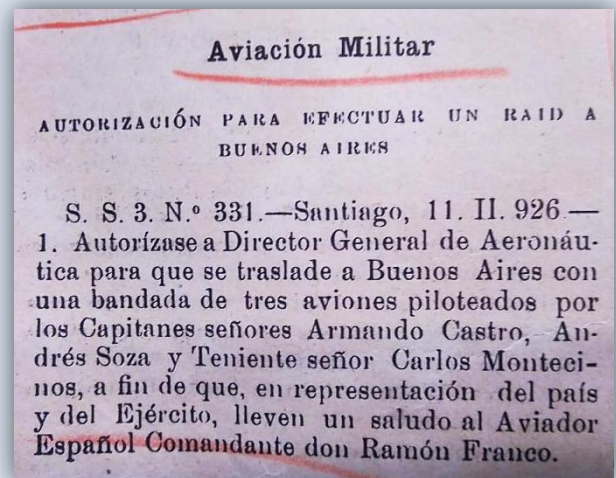 Aviación Militar
AUTORIZACIÓN PARA EFECTUAR UN RAID A
BUENOS AIRES
S. S. 3. N.º 331.—Santiago, 11. II. 926.—
1. Autorízase a Director General de Aeronáu-
tica para que se traslade a Buenos Aires con
una bandada de tres aviones piloteados por
los Capitanes señores Armando Castro, An-
drés Soza y Teniente señor Carlos Monteci-
nos, a fin de que, en representación del país
y del Ejército, lleven un saludo al Aviador
Español Comandante don Ramón Franco.